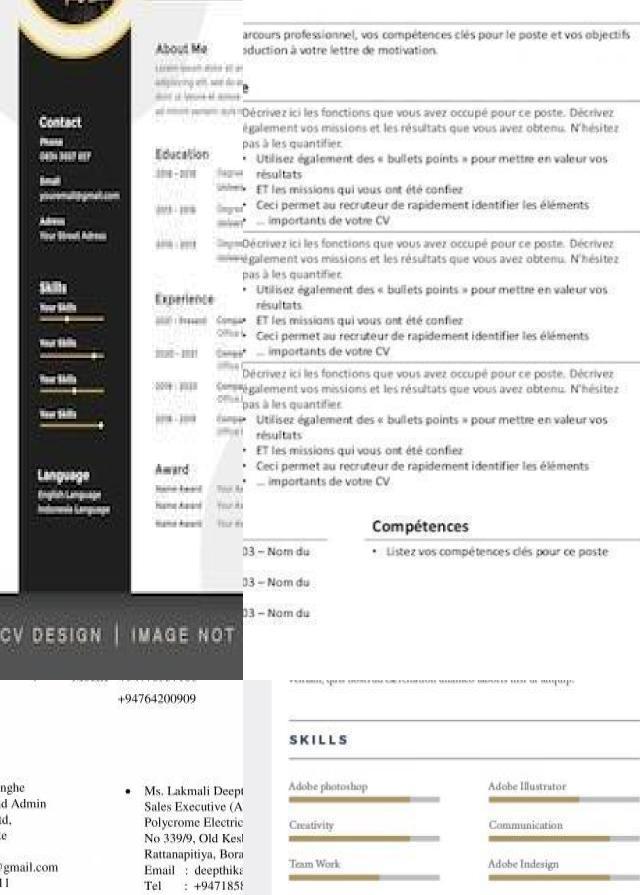 About Me
Contact
Phone
Email
youremail@gmail.com
Adress
Your Street Adress
Skills
Your Skills
Your Skills
Your Skills
Your Skills
Language
English Language
Indonesia Language
Education
2016 - 2018
2013 - 2016
Experience
2021 - Present
2020 - 2021
2019 - 2020
2018 - 2019
Award
Name Award
Name Award
Name Award
CV DESIGN | IMAGE NOT
arcours professionnel, vos compétences clés pour le poste et vos objectifs
oduction à votre lettre de motivation.
e
Décrivez ici les fonctions que vous avez occupé pour ce poste. Décrivez
également vos missions et les résultats que vous avez obtenu. N'hésitez
pas à les quantifier.
• Utilisez également des « bullets points » pour mettre en valeur vos
résultats
• ET les missions qui vous ont été confiez
• Ceci permet au recruteur de rapidement identifier les éléments
• ... importants de votre CV
Décrivez ici les fonctions que vous avez occupé pour ce poste. Décrivez
également vos missions et les résultats que vous avez obtenu. N'hésitez
pas à les quantifier.
• Utilisez également des « bullets points » pour mettre en valeur vos
résultats
• ET les missions qui vous ont été confiez
• Ceci permet au recruteur de rapidement identifier les éléments
• ... importants de votre CV
Décrivez ici les fonctions que vous avez occupé pour ce poste. Décrivez
également vos missions et les résultats que vous avez obtenu. N'hésitez
pas à les quantifier.
• Utilisez également des « bullets points » pour mettre en valeur vos
résultats
• ET les missions qui vous ont été confiez
• Ceci permet au recruteur de rapidement identifier les éléments
• ... importants de votre CV
Compétences
03 – Nom du
• Listez vos compétences clés pour ce poste
03 – Nom du
03 – Nom du
+94764200909
nghe
d Admin
td,
te
@gmail.com
11
• Ms. Lakmali Deept
Sales Executive (A
Polycrome Electric
No 339/9, Old Kesb
Rattanapitiya, Bora
Email : deepthika
Tel : +9471858
SKILLS
Adobe photoshop
Adobe Illustrator
Creativity
Communication
Team Work
Adobe Indesign